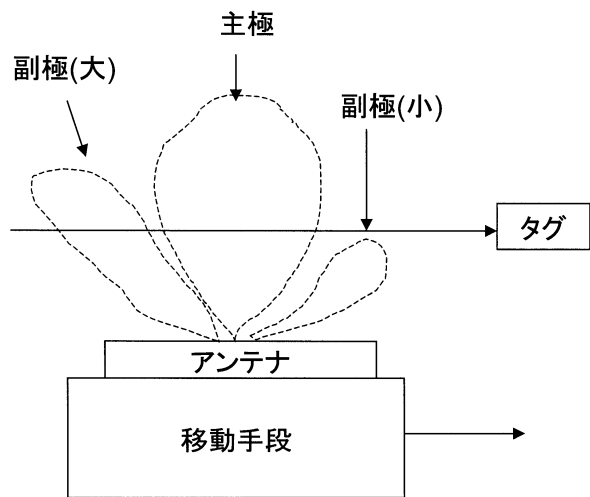 主極
副極(大)
副極(小)
タグ
アンテナ
移動手段